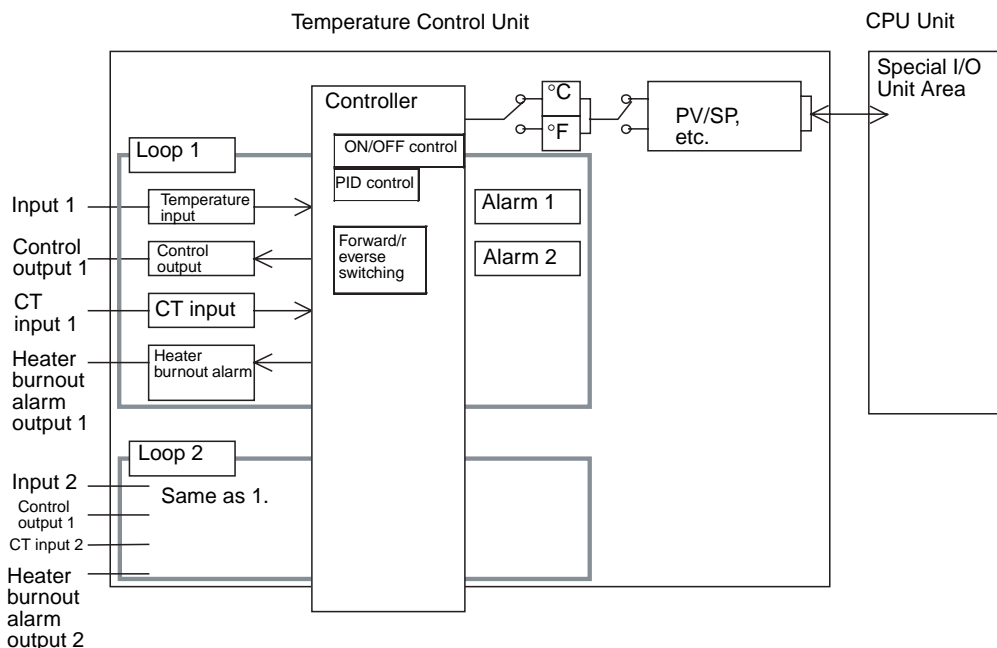 Temperature Control Unit
CPU Unit
Special I/O
Unit Area
Controller
°C
°F
PV/SP,
etc.
ON/OFF control
Loop 1
PID control
Input 1
Temperature
input
Alarm 1
Control
output 1
Control
output
Forward/r
everse
switching
Alarm 2
CT
input 1
CT input
Heater
burnout
alarm
output 1
Heater
burnout alarm
Loop 2
Input 2
Same as 1.
Control
output 1
CT input 2
Heater
burnout
alarm
output 2